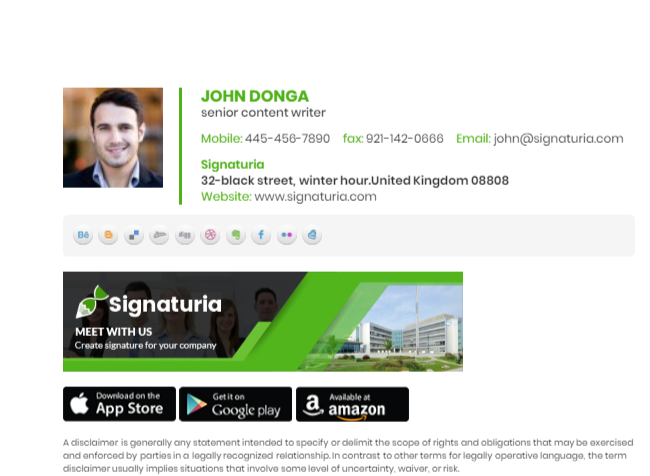 JOHN DONGA
senior content writer
Mobile: 445-456-7890 fax: 921-142-0666 Email: john@signaturia.com
Signaturia
32-black street, winter hour.United Kingdom 08808
Website: www.signaturia.com
Bē
digg
f
Signaturia
MEET WITH US
Create signature for your company
Download on the
App Store
Get it on
Google play
Available at
amazon
A disclaimer is generally any statement intended to specify or delimit the scope of rights and obligations that may be exercised
and enforced by parties in a legally recognized relationship. In contrast to other terms for legally operative language, the term
disclaimer usually implies situations that involve some level of uncertainty, waiver, or risk.